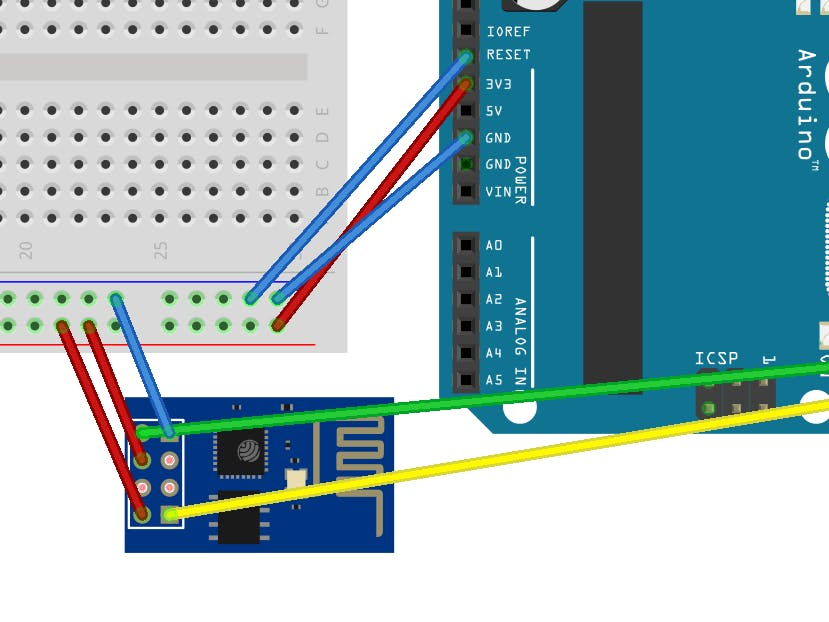 F
E
D
C
B
20
25
IOREF
RESET
3V3
5V
GND
GND
VIN
POWER
A0
A1
A2
A3
A4
A5
ANALOG IN
ICSP
1
Arduino™